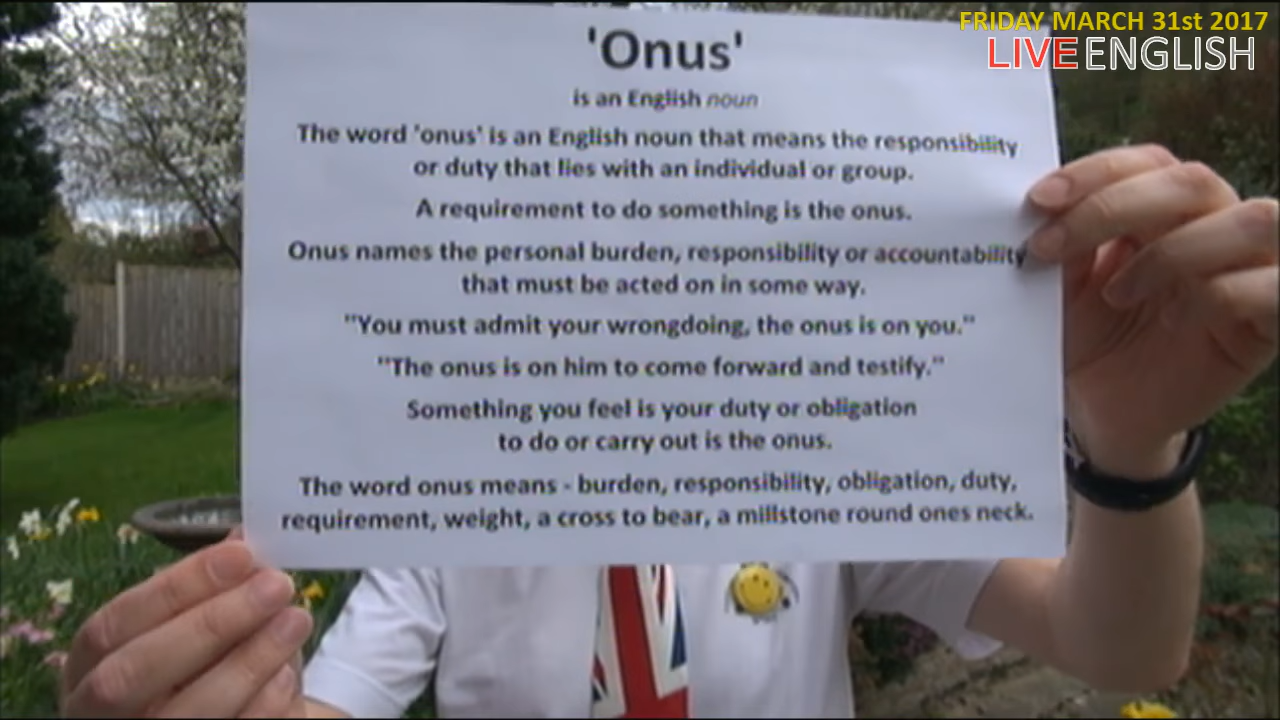 FRIDAY MARCH 31st 2017
LIVE ENGLISH
'Onus'
is an English noun
The word 'onus' is an English noun that means the responsibility
or duty that lies with an individual or group.
A requirement to do something is the onus.
Onus names the personal burden, responsibility or accountability
that must be acted on in some way.
"You must admit your wrongdoing, the onus is on you."
"The onus is on him to come forward and testify."
Something you feel is your duty or obligation
to do or carry out is the onus.
The word onus means - burden, responsibility, obligation, duty,
requirement, weight, a cross to bear, a millstone round ones neck.